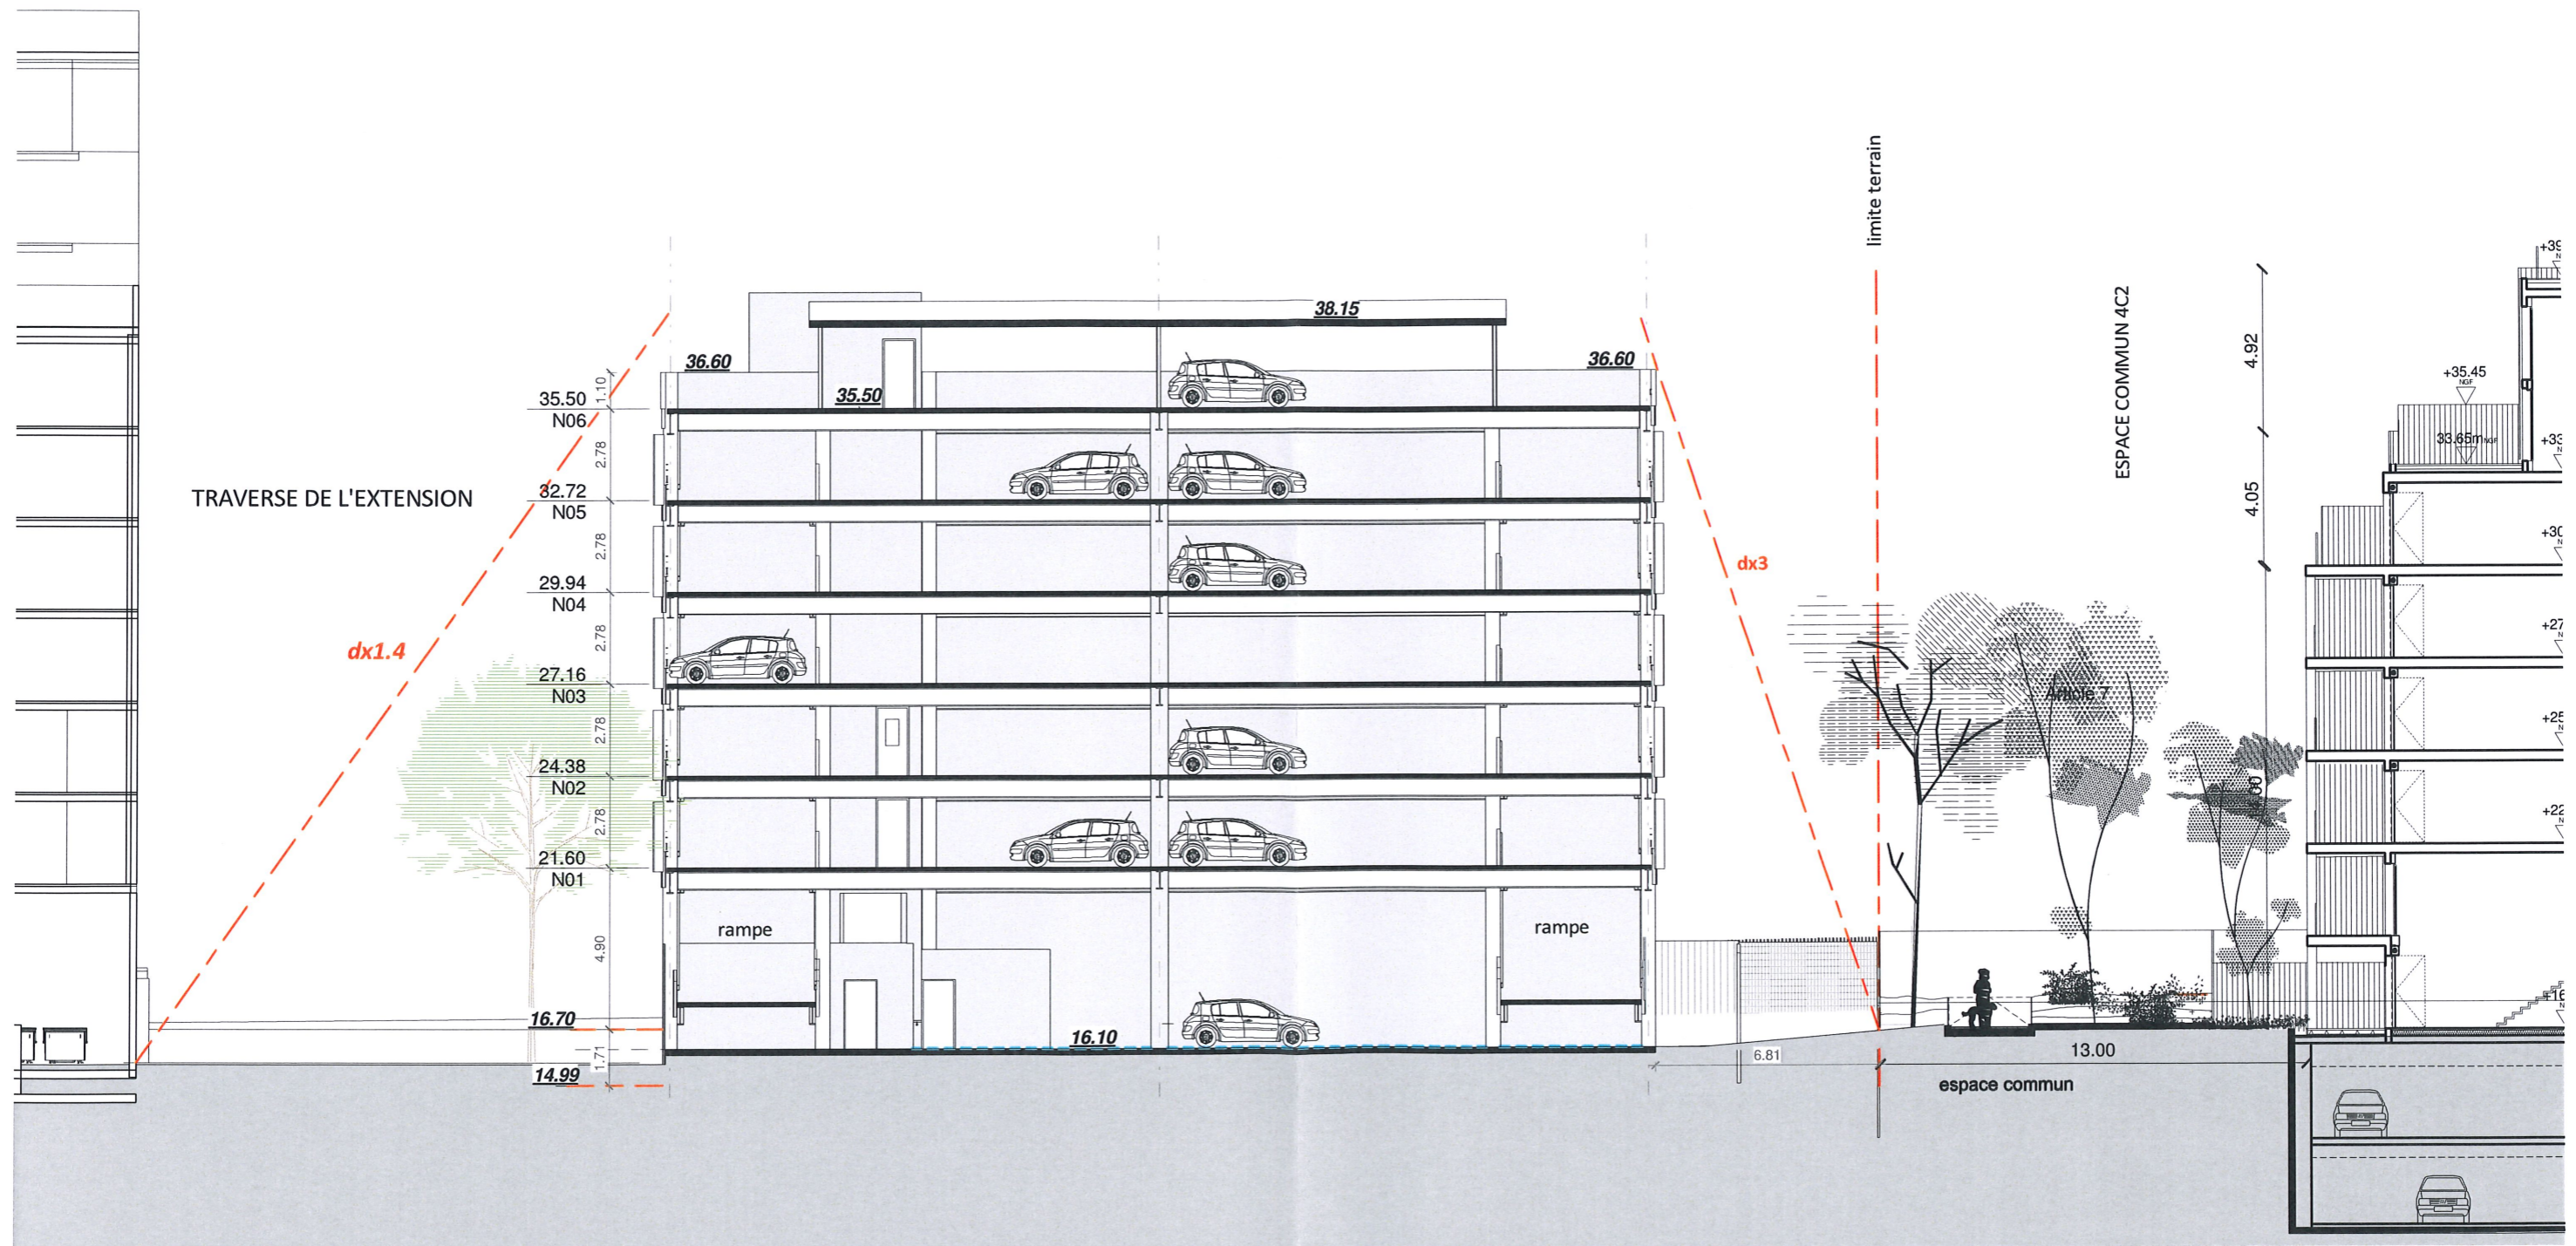 limite terrain
ESPACE COMMUN 4C2
TRAVERSE DE L'EXTENSION
dx1.4
dx3
38.15
36.60
36.60
35.50
35.50
N06
32.72
N05
29.94
N04
27.16
N03
24.38
N02
21.60
N01
16.70
14.99
1.10
2.78
2.78
2.78
2.78
2.78
4.90
1.71
rampe
rampe
16.10
6.81
13.00
espace commun
Article 7
4.92
4.05
+35.45
NGF
33.65m NGF